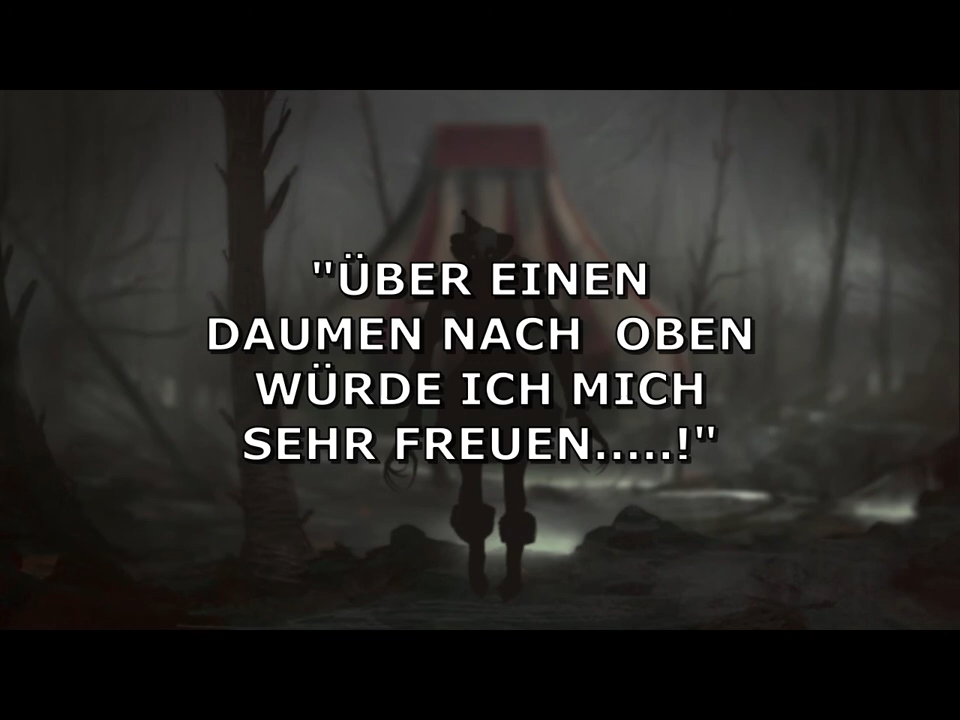 "ÜBER EINEN
DAUMEN NACH  OBEN
WÜRDE ICH MICH
SEHR FREUEN.....!"